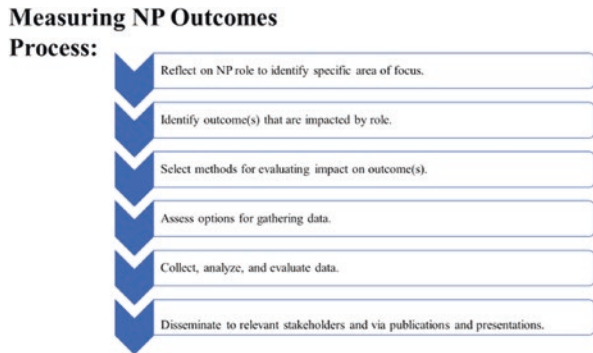 Measuring NP Outcomes
Process:
Reflect on NP role to identify specific area of focus.
Identify outcome(s) that are impacted by role.
Select methods for evaluating impact on outcome(s).
Assess options for gathering data.
Collect, analyze, and evaluate data.
Disseminate to relevant stakeholders and via publications and presentations.